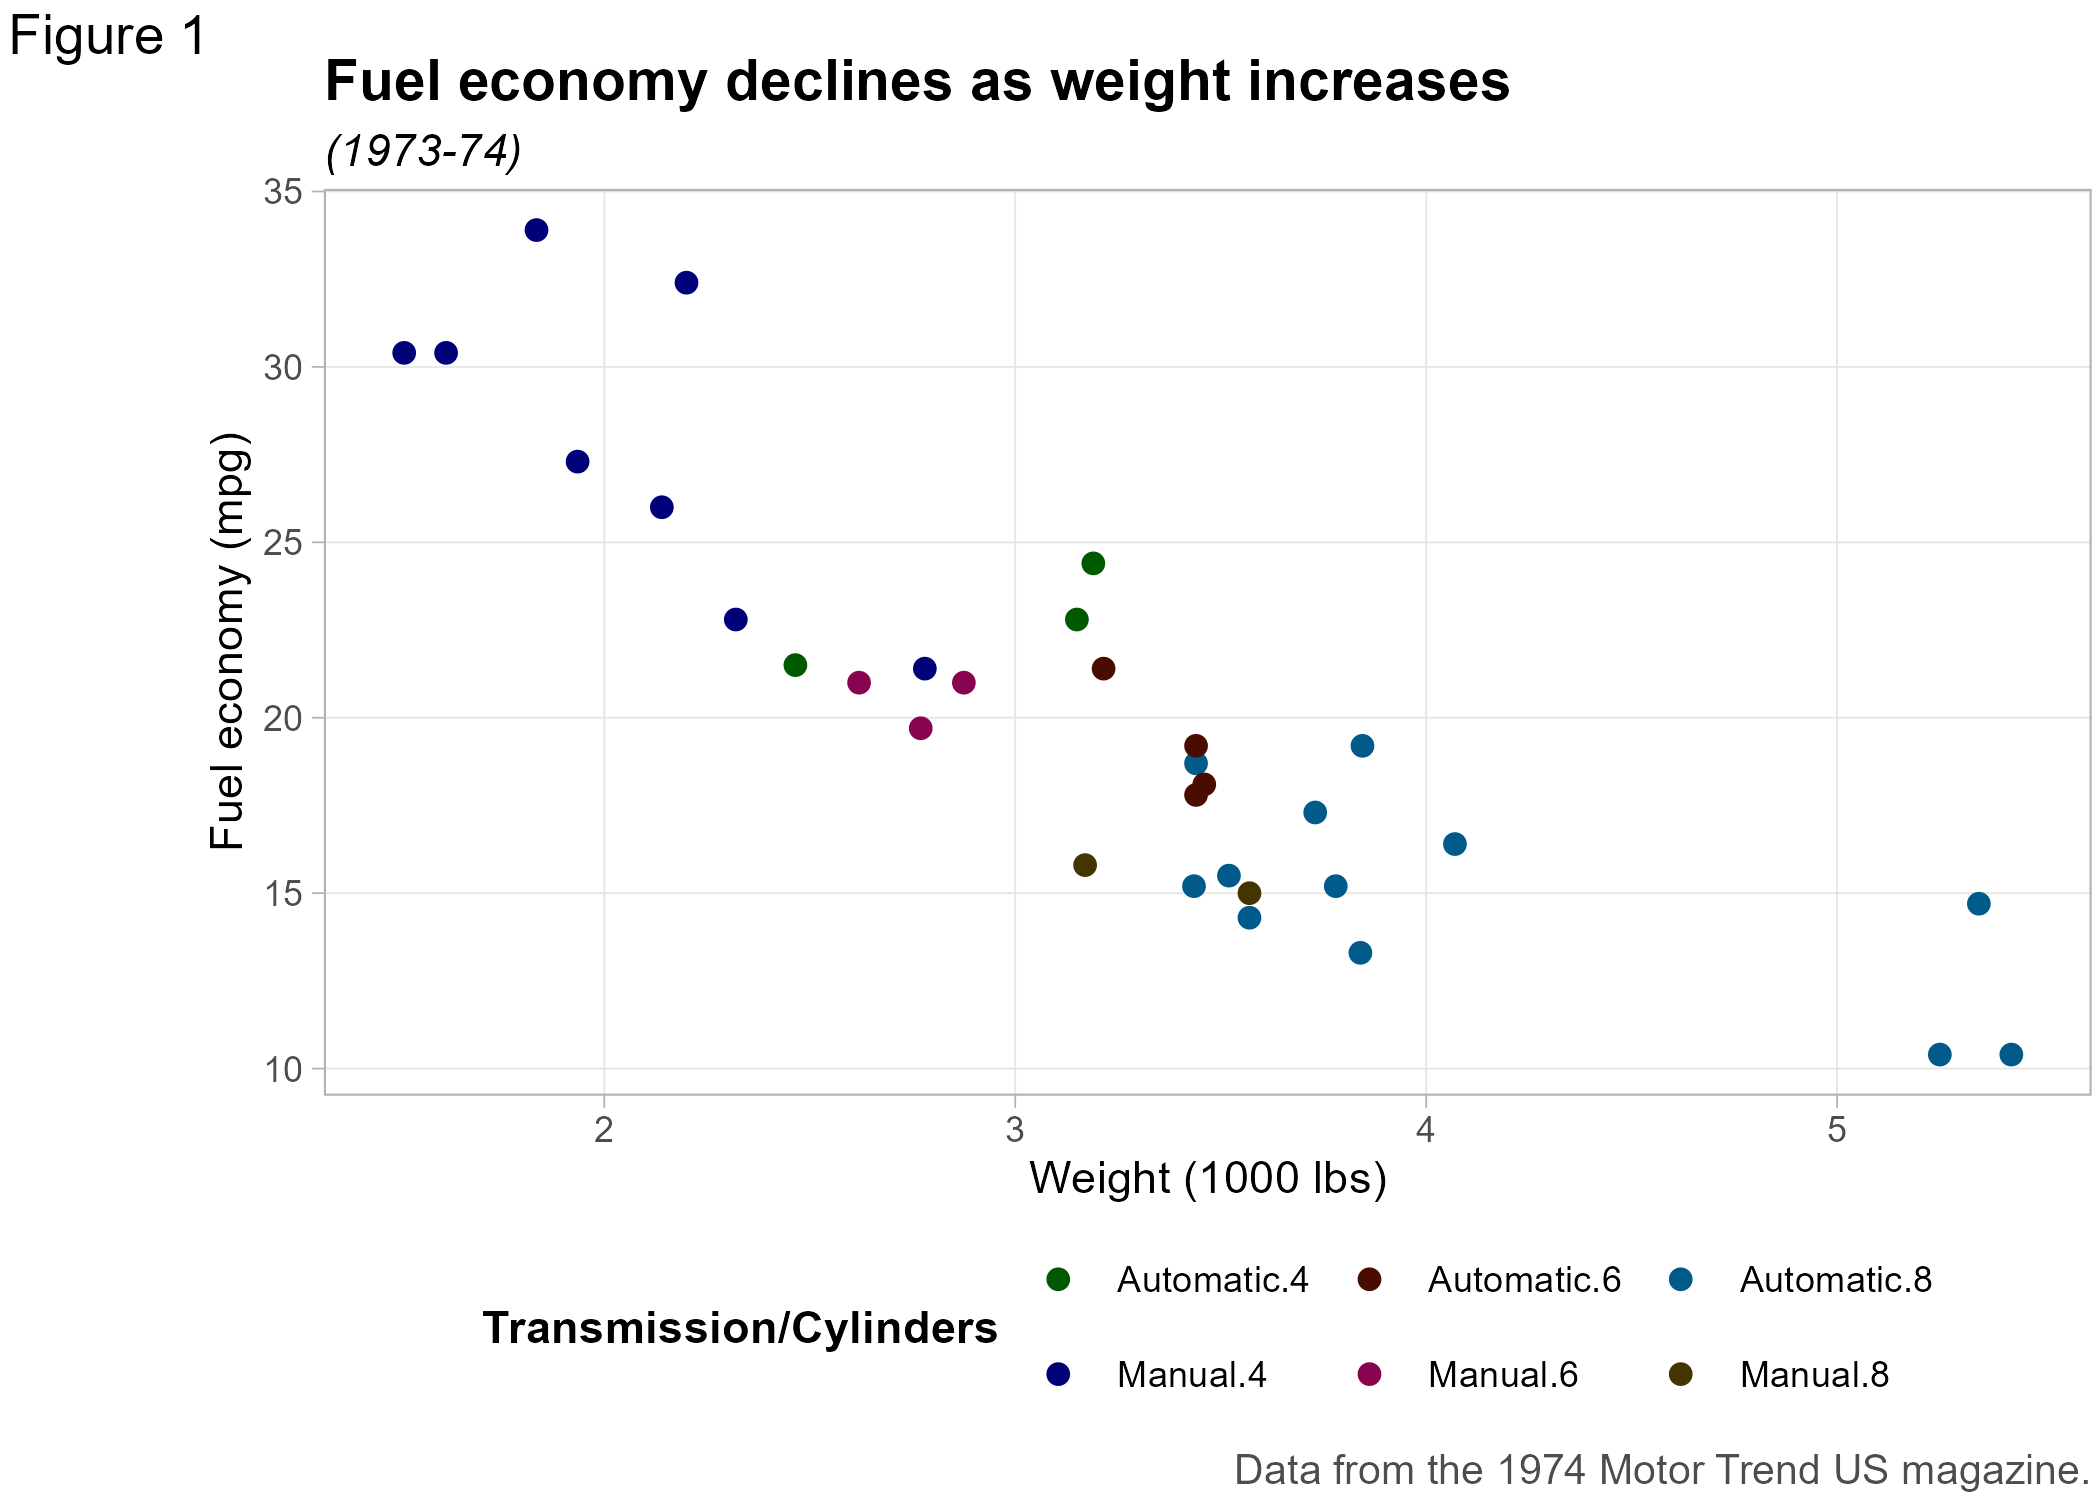 Figure 1
Fuel economy declines as weight increases
(1973-74)
35
30
25
20
15
10
Fuel economy (mpg)
2 3 4 5
Weight (1000 lbs)
Transmission/Cylinders
Automatic.4 Automatic.6 Automatic.8
Manual.4 Manual.6 Manual.8
Data from the 1974 Motor Trend US magazine.